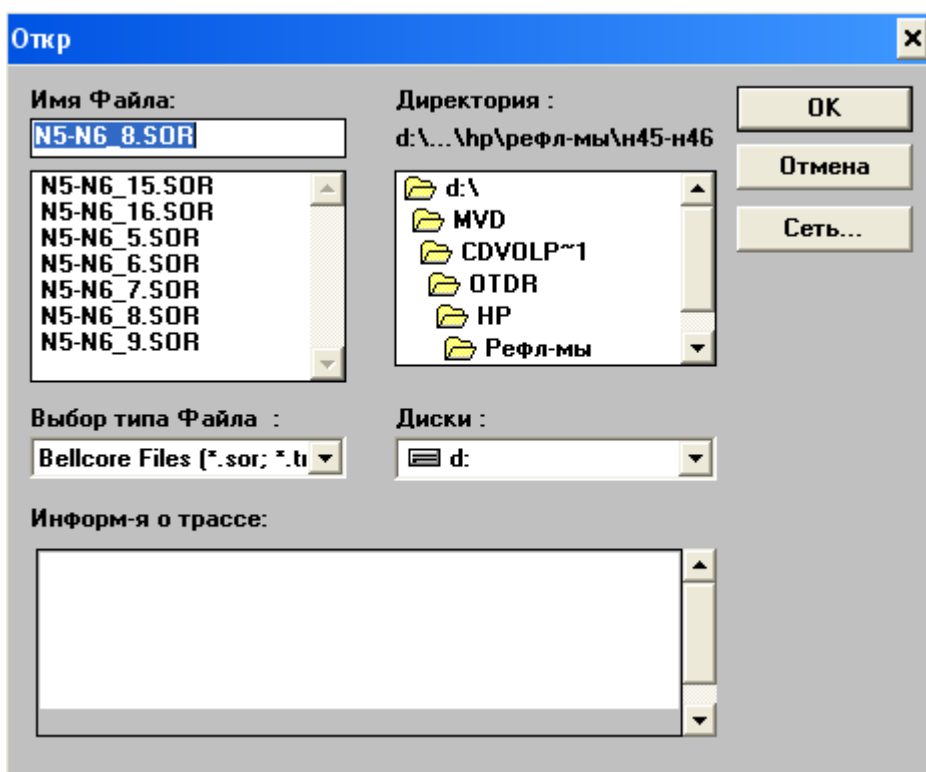 Откр
Имя Файла:
N5-N6_8.SOR
N5-N6_15.SOR
N5-N6_16.SOR
N5-N6_5.SOR
N5-N6_6.SOR
N5-N6_7.SOR
N5-N6_8.SOR
N5-N6_9.SOR
Выбор типа Файла :
Bellcore Files (*.sor; *.tr
Директория :
d:\...\hp\рефл-мы\н45-н46
d:\
MVD
CDVOLP~1
OTDR
HP
Рефл-мы
Диски :
d:
OK
Отмена
Сеть...
Информ-я о трассе: